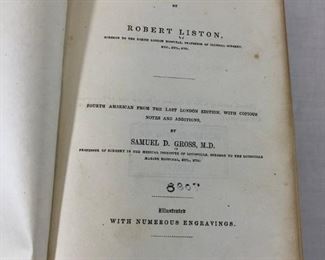 BY
ROBERT LISTON,
SURGEON TO THE NORTH LONDON HOSPITAL, PROFESSOR OF CLINICAL SURGERY,
ETC., ETC., ETC.
FOURTH AMERICAN FROM THE LAST LONDON EDITION, WITH COPIOUS
NOTES AND ADDITIONS,
BY
SAMUEL D. GROSS, M.D.
PROFESSOR OF SURGERY IN THE MEDICAL INSTITUTE OF LOUISVILLE, SURGEON TO THE LOUISVILLE
MARINE HOSPITAL, ETC., ETC.
8807
Illustrated
WITH NUMEROUS ENGRAVINGS.